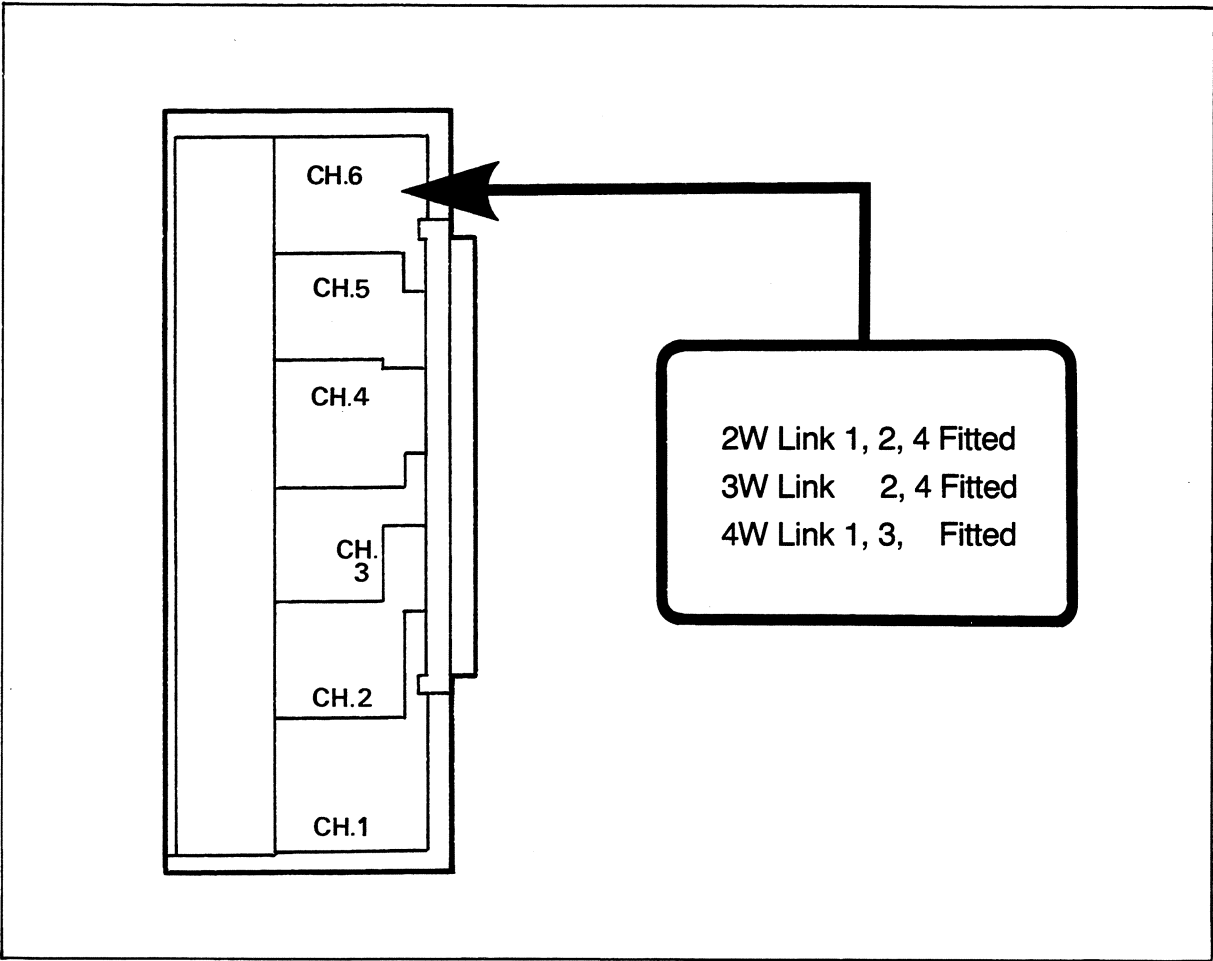 CH.6
CH.5
CH.4
CH.
3
CH.2
CH.1
2W Link 1, 2, 4 Fitted
3W Link 2, 4 Fitted
4W Link 1, 3, Fitted